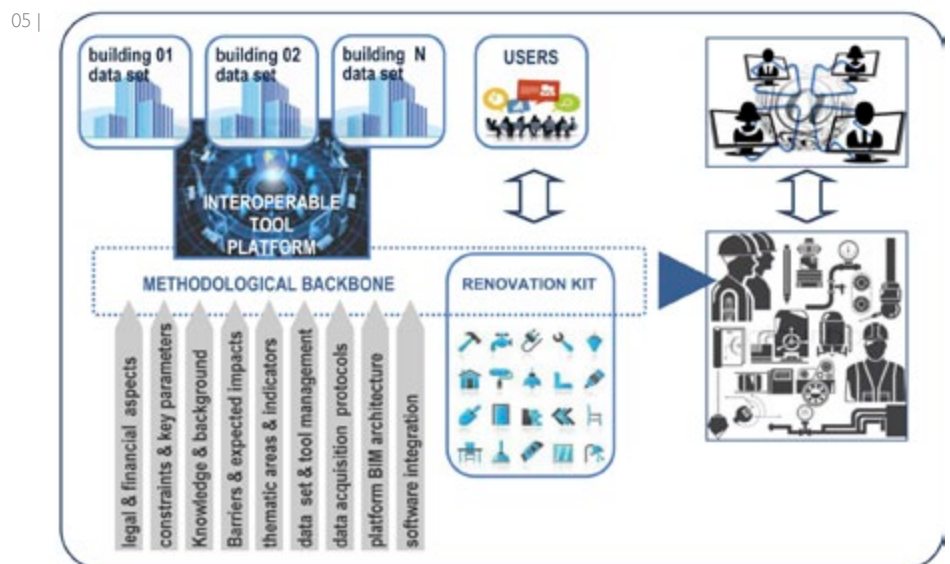 05 |
building 01
data set
building 02
data set
building N
data set
USERS
INTEROPERABLE
TOOL
PLATFORM
METHODOLOGICAL BACKBONE
RENOVATION KIT
legal & financial aspects
constraints & key parameters
Knowledge & background
Barriers & expected impacts
thematic areas & indicators
data set & tool management
data acquisition protocols
platform BIM architecture
software integration